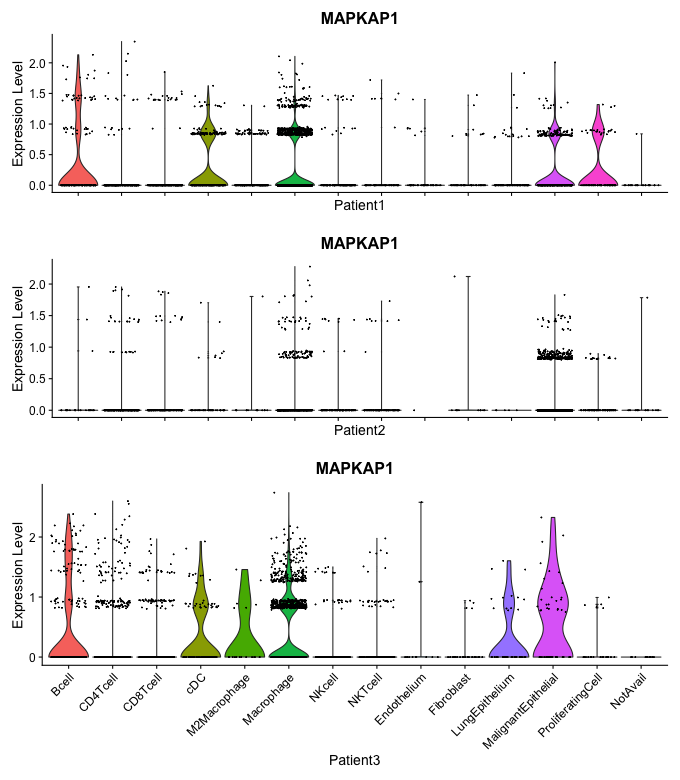 MAPKAP1
Expression Level
2.0
1.5
1.0
0.5
0.0
Patient1
MAPKAP1
Expression Level
2.0
1.5
1.0
0.5
0.0
Patient2
MAPKAP1
Expression Level
2
1
0
Bcell
CD4Tcell
CD8Tcell
cDC
M2Macrophage
Macrophage
NKcell
NKTcell
Endothelium
Fibroblast
LungEpithelium
MalignantEpithelial
ProliferatingCell
NotAvail
Patient3